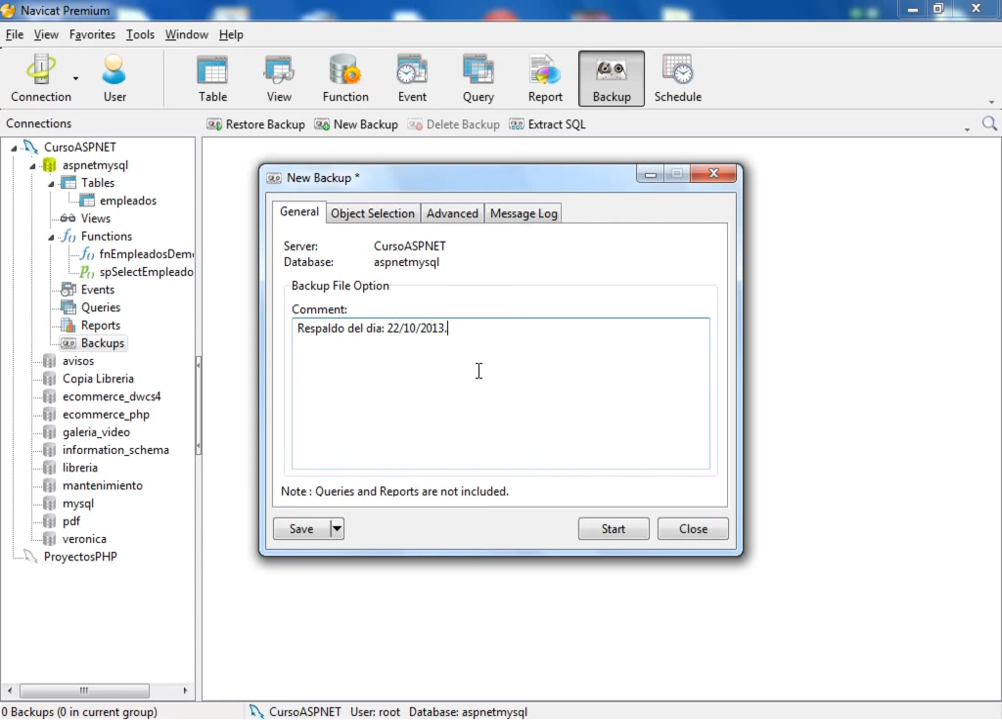 Navicat Premium
File View Favorites Tools Window Help
Connection User Table View Function Event Query Report Backup Schedule
Connections
Restore Backup New Backup Delete Backup Extract SQL
CursoASPNET
aspnetmysql
Tables
empleados
Views
Functions
fnEmpleadosDem
spSelectEmpleado
Events
Queries
Reports
Backups
avisos
Copia Libreria
ecommerce_dwcs4
ecommerce_php
galeria_video
information_schema
libreria
mantenimiento
mysql
pdf
veronica
ProyectosPHP
New Backup *
General Object Selection Advanced Message Log
Server: CursoASPNET
Database: aspnetmysql
Backup File Option
Comment:
Respaldo del dia: 22/10/2013.
Note : Queries and Reports are not included.
Save Start Close
0 Backups (0 in current group) CursoASPNET User: root Database: aspnetmysql